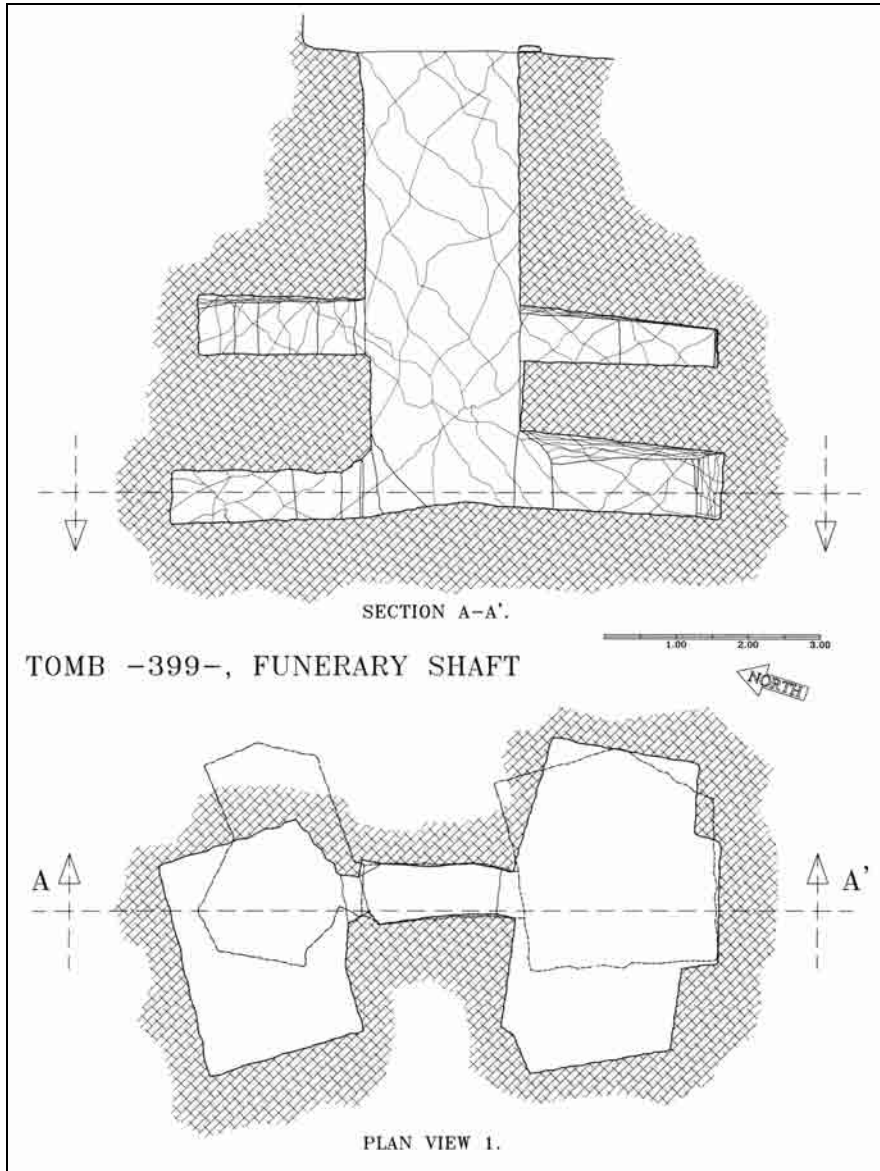 SECTION A-A'.
1.00 2.00 3.00
TOMB -399-, FUNERARY SHAFT
NORTH
A A'
PLAN VIEW 1.